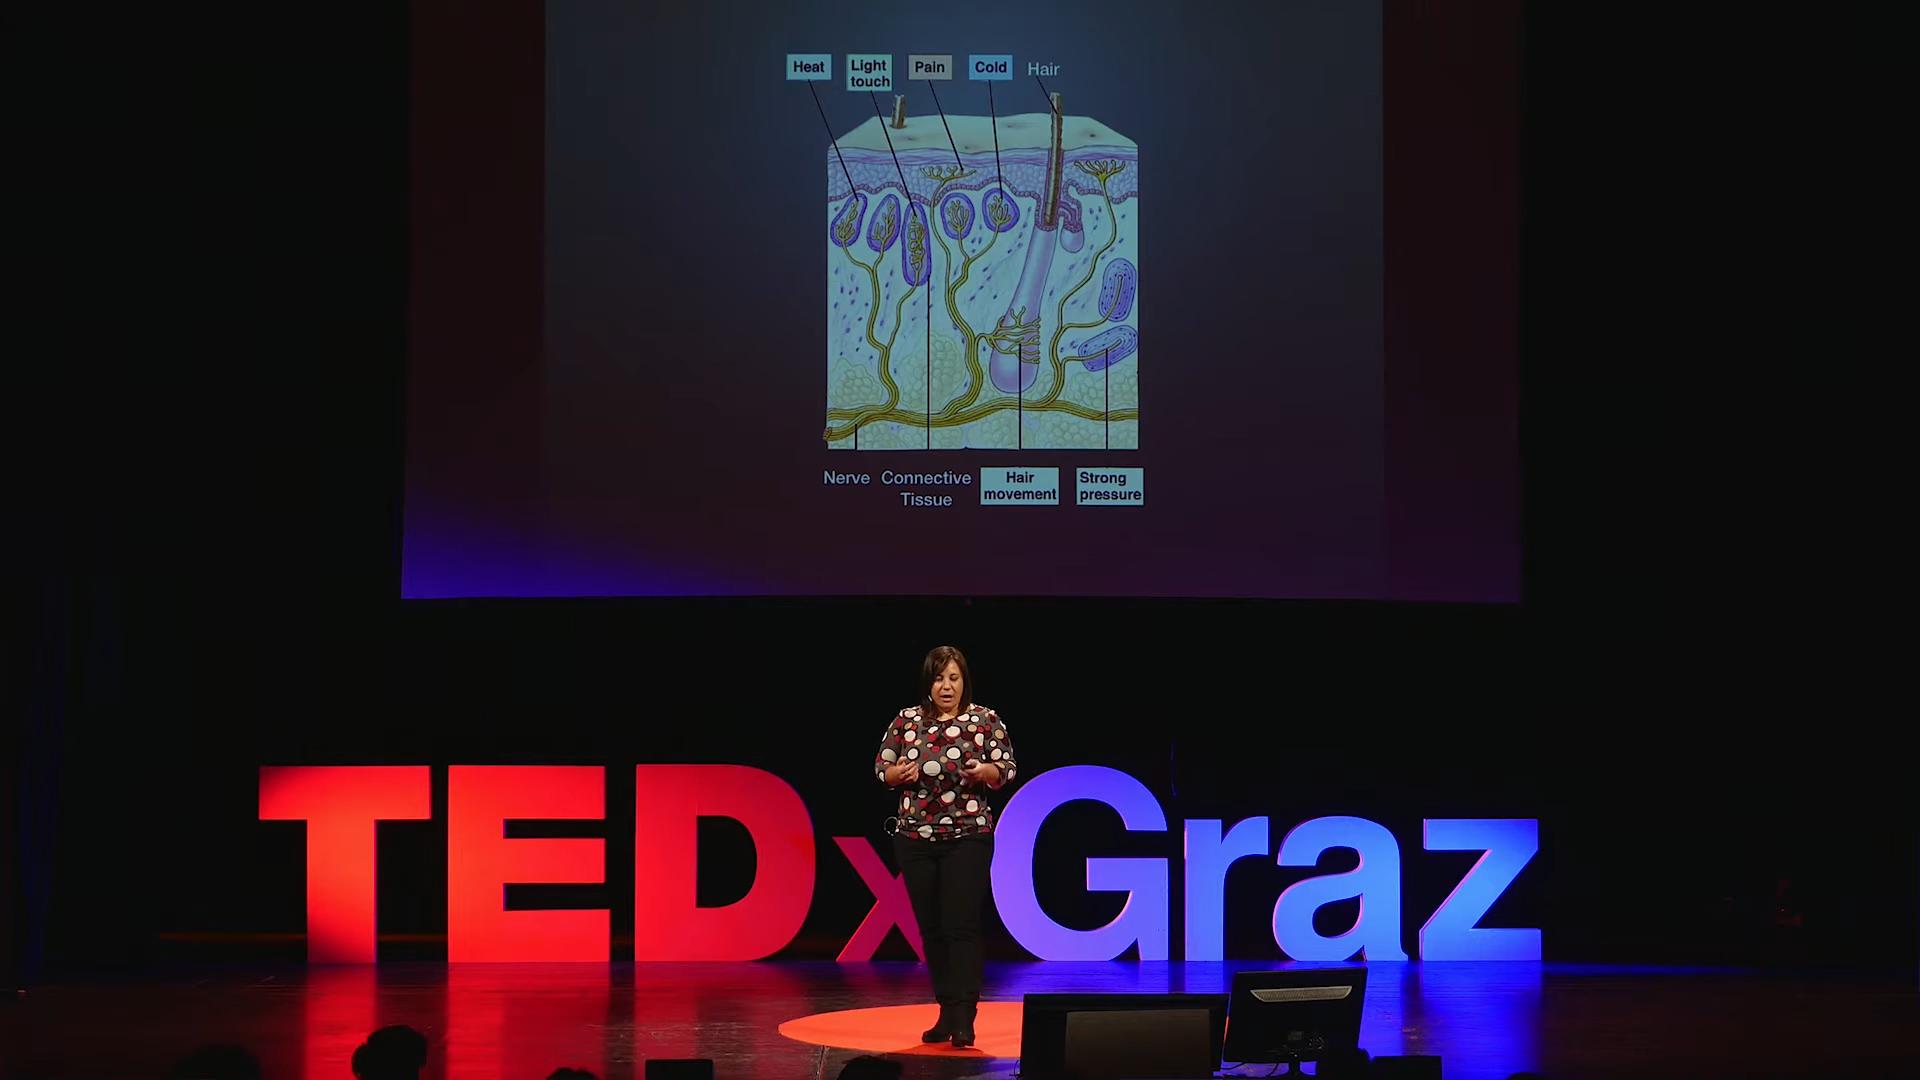 Heat
Light
touch
Pain
Cold
Hair
Nerve
Connective
Tissue
Hair
movement
Strong
pressure
TEDxGraz